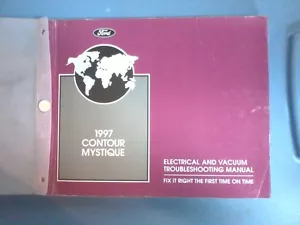 Ford
1997
CONTOUR
MYSTIQUE
ELECTRICAL AND VACUUM
TROUBLESHOOTING MANUAL
FIX IT RIGHT THE FIRST TIME ON TIME